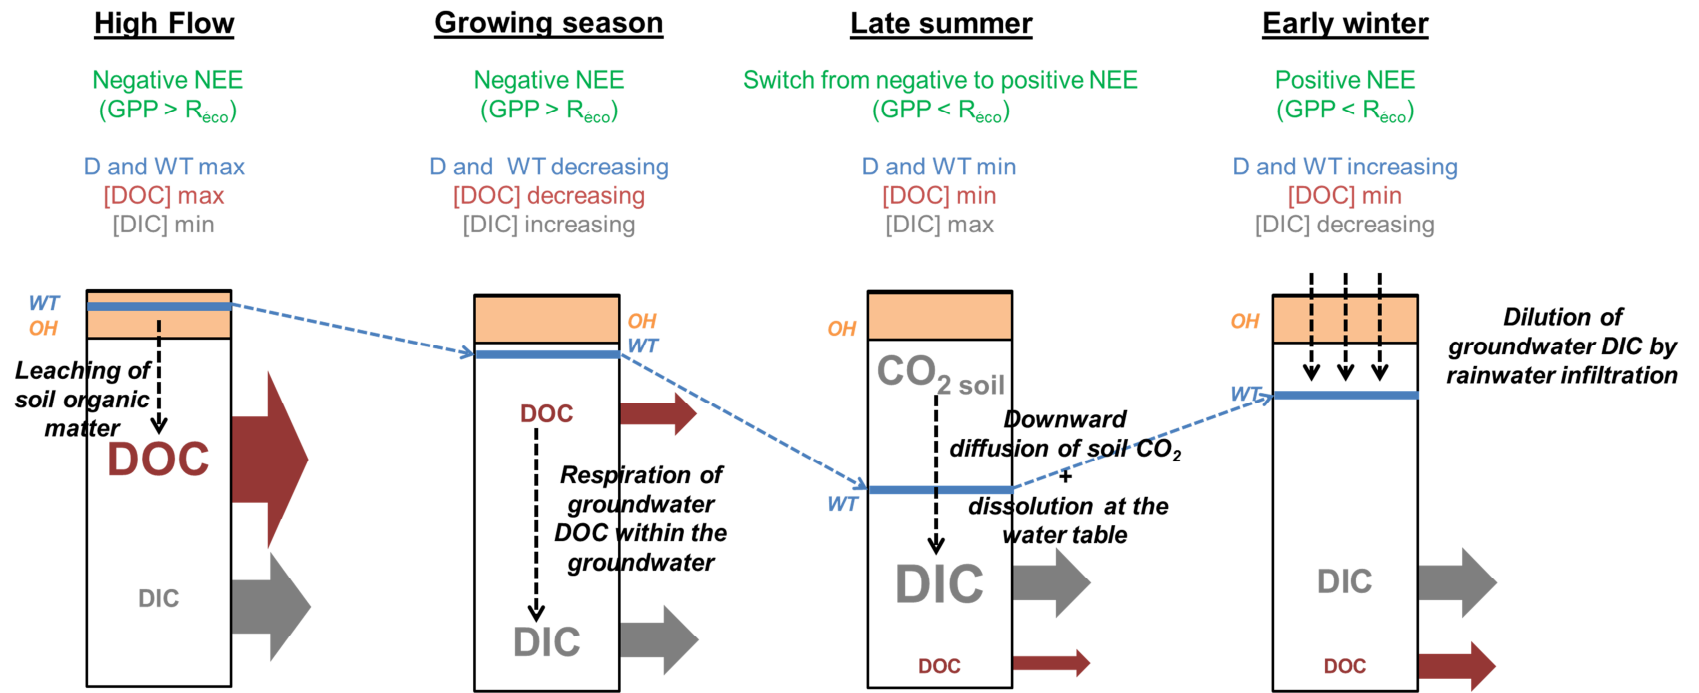 High Flow
Negative NEE
(GPP > Réco)
D and WT max
[DOC] max
[DIC] min
WT
OH
Leaching of
soil organic
matter
DOC
DIC
Growing season
Negative NEE
(GPP > Réco)
D and WT decreasing
[DOC] decreasing
[DIC] increasing
OH
WT
DOC
Respiration of
groundwater
DOC within the
groundwater
DIC
Late summer
Switch from negative to positive NEE
(GPP < Réco)
D and WT min
[DOC] min
[DIC] max
OH
CO2 soil
Downward
diffusion of soil CO2
+
dissolution at the
water table
WT
DIC
DOC
Early winter
Positive NEE
(GPP < Réco)
D and WT increasing
[DOC] min
[DIC] decreasing
OH
WT
Dilution of
groundwater DIC by
rainwater infiltration
DIC
DOC